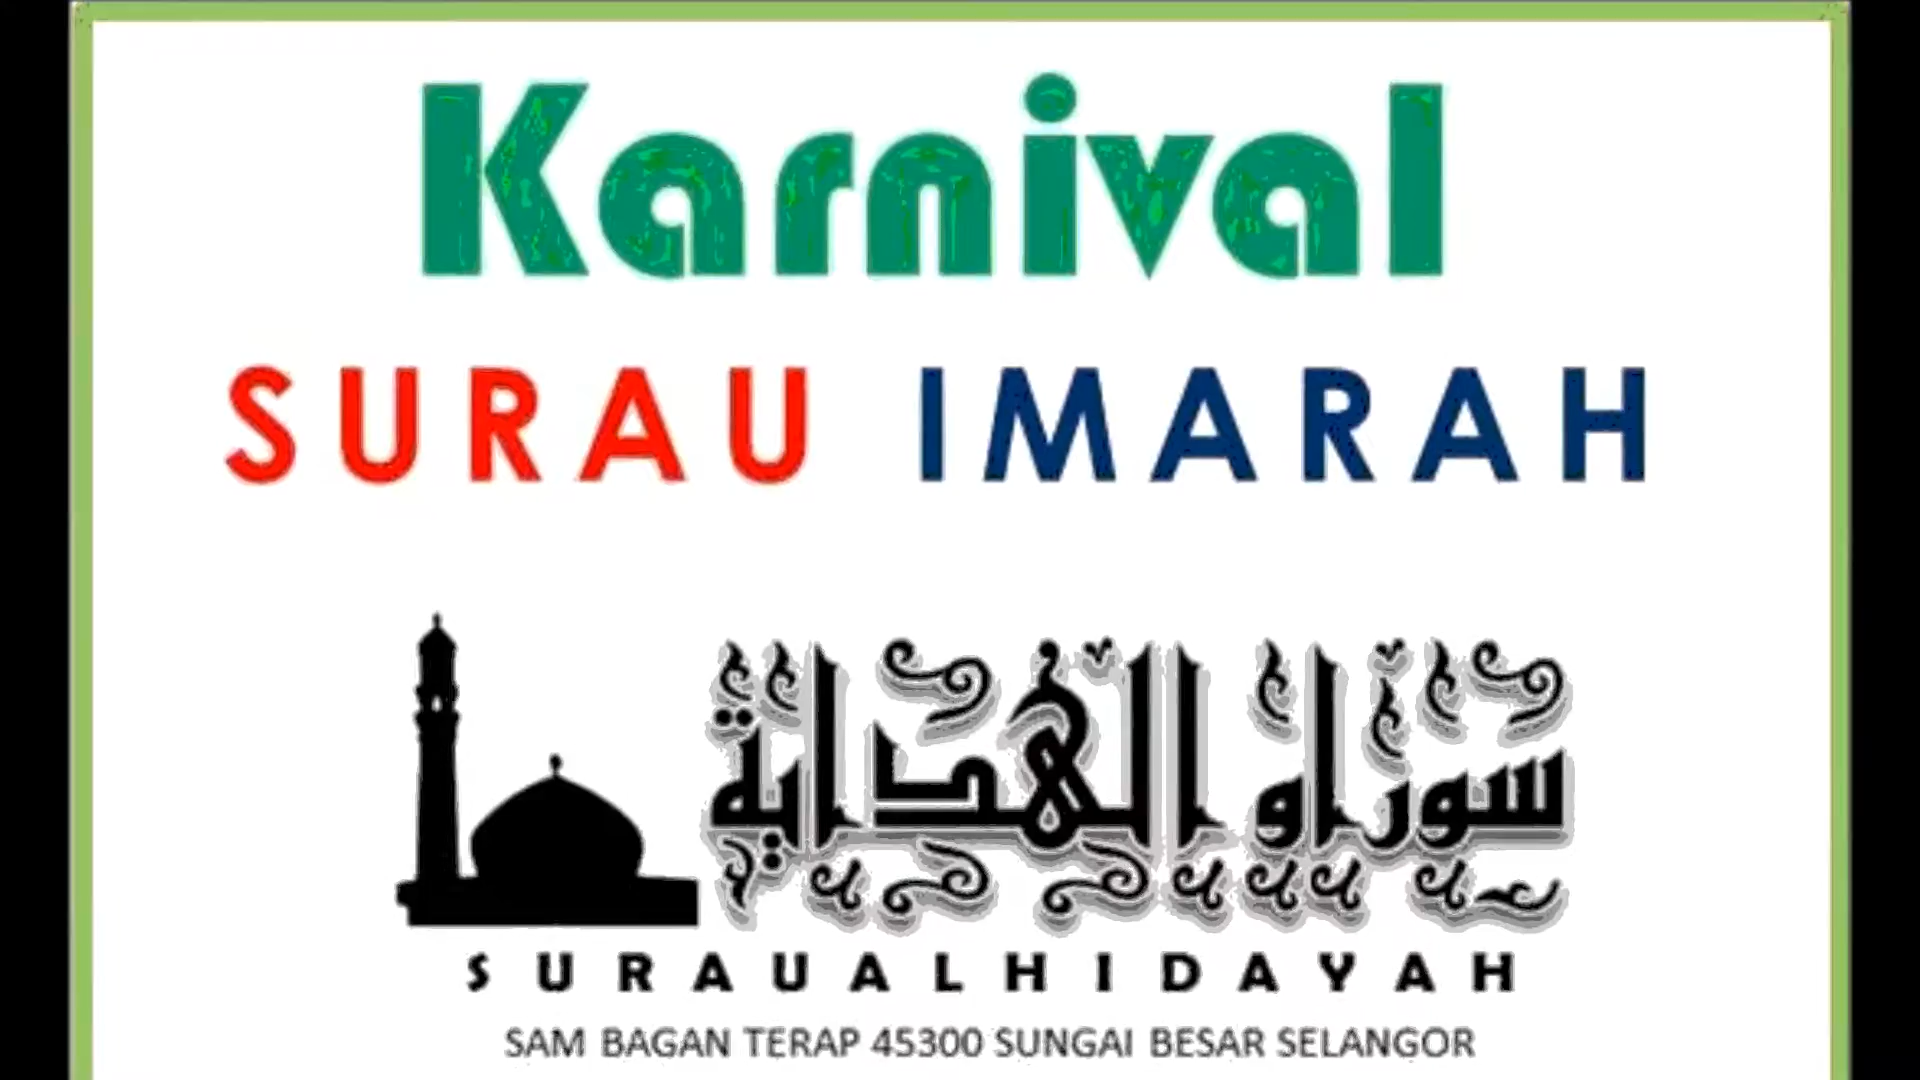 Karnival
SURAU IMARAH
سوراو الهداية
SURAUALHIDAYAH
SAM BAGAN TERAP 45300 SUNGAI BESAR SELANGOR